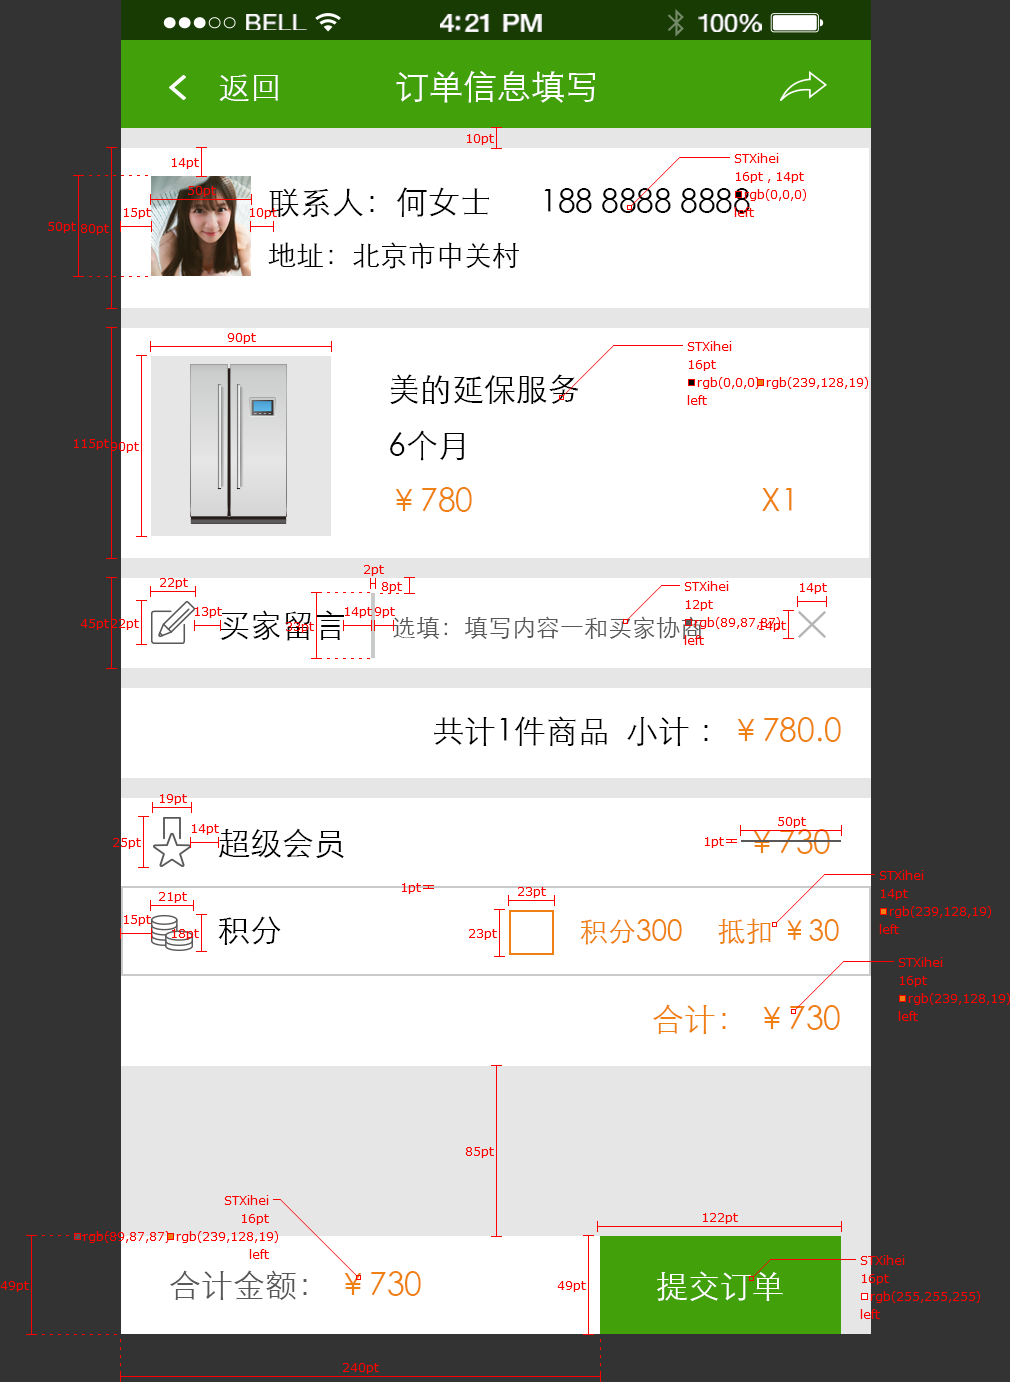 BELL 4:21 PM 100%
返回 订单信息填写
10pt
14pt
STXihei
16pt , 14pt
rgb(0,0,0)
left
50pt
15pt
10pt
50pt
80pt
联系人：何女士 188 8888 8888
地址：北京市中关村
90pt
STXihei
16pt
rgb(0,0,0) rgb(239,128,19)
left
115pt
90pt
美的延保服务
6个月
¥ 780 X1
2pt
22pt
8pt
STXihei
12pt
rgb(89,87,87)
left
14pt
45pt
22pt
13pt
33pt
14pt
9pt
14pt
买家留言 选填：填写内容一和买家协商
共计1件商品 小计： ¥ 780.0
19pt
25pt
14pt
50pt
1pt
超级会员 ¥ 730
STXihei
14pt
rgb(239,128,19)
left
1pt
21pt
23pt
15pt
18pt
23pt
积分 积分300 抵扣 ¥ 30
STXihei
16pt
rgb(239,128,19)
left
合计： ¥ 730
85pt
STXihei
16pt
rgb(89,87,87) rgb(239,128,19)
left
122pt
49pt
49pt
合计金额： ¥ 730 提交订单
STXihei
16pt
rgb(255,255,255)
left
240pt